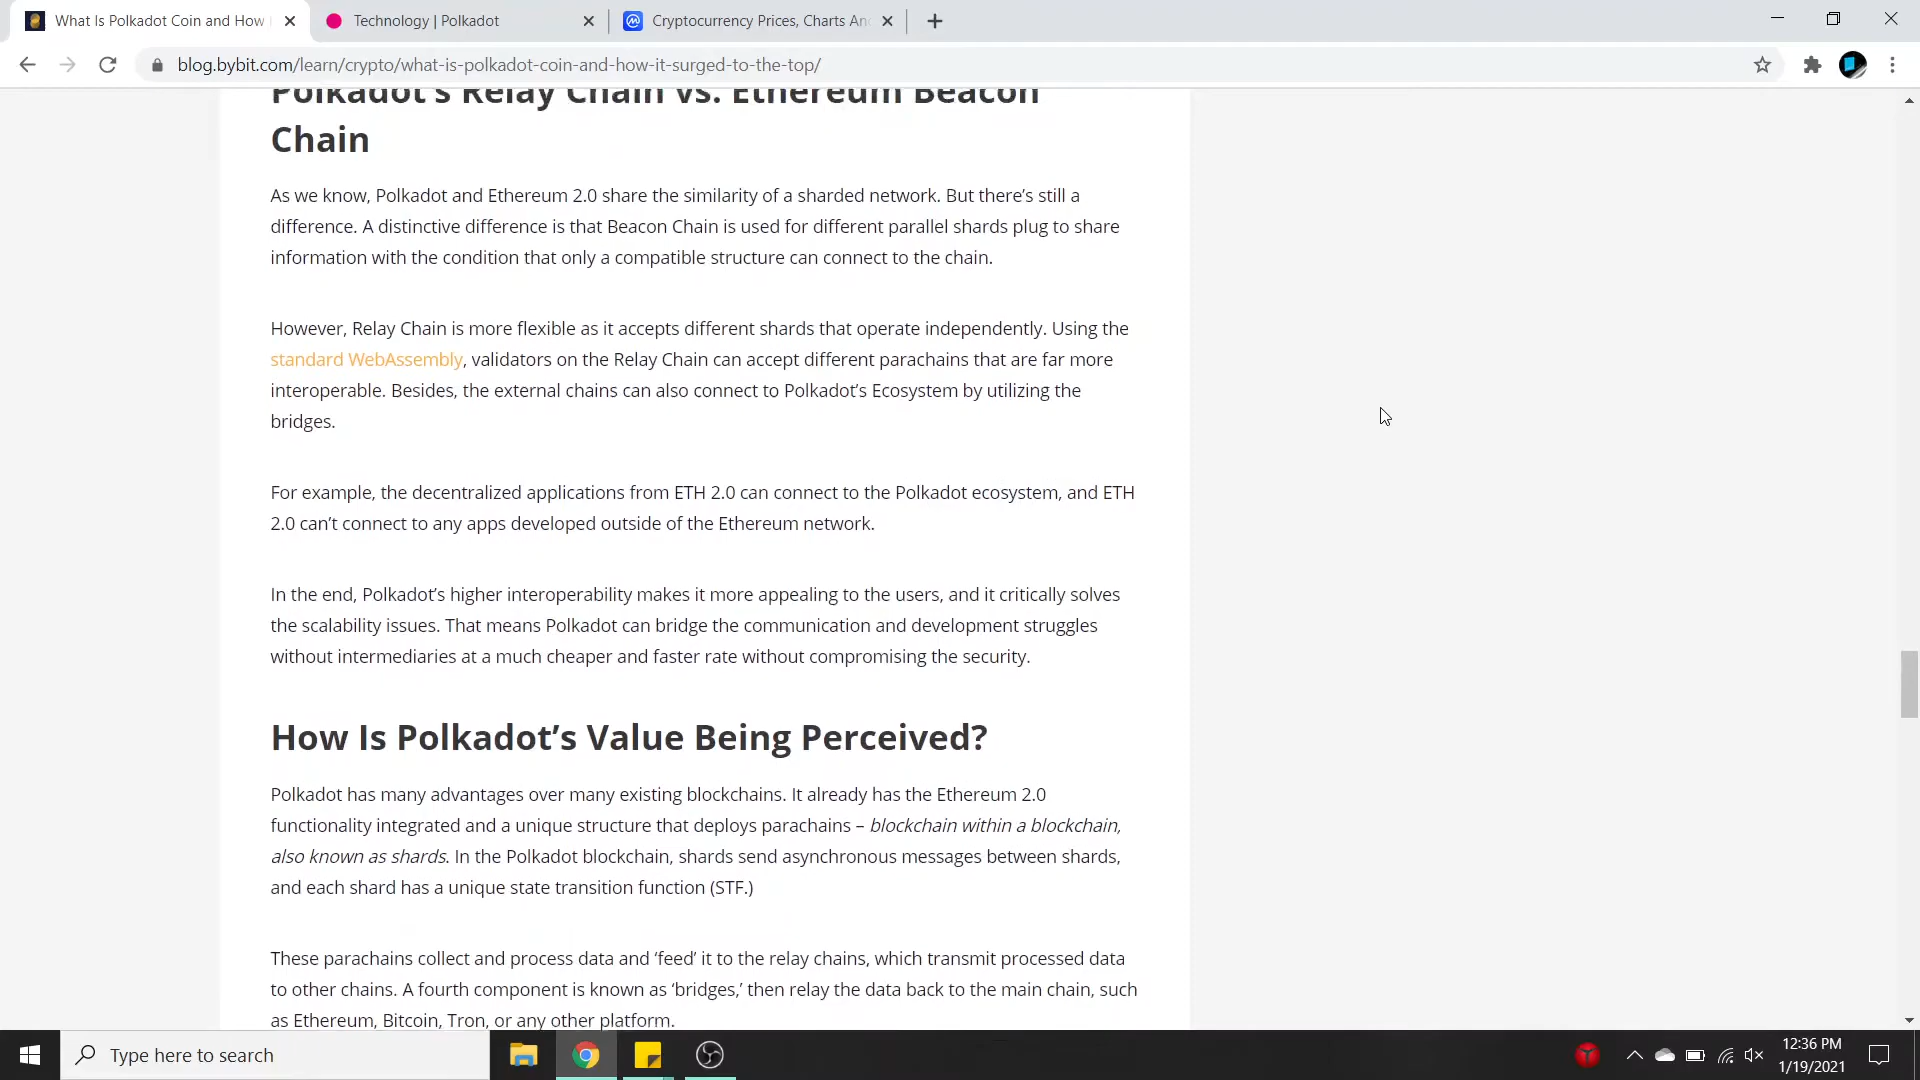 What Is Polkadot Coin and How
Technology | Polkadot
Cryptocurrency Prices, Charts An
blog.bybit.com/learn/crypto/what-is-polkadot-coin-and-how-it-surged-to-the-top/
Polkadot's Relay Chain vs. Ethereum Beacon
Chain
As we know, Polkadot and Ethereum 2.0 share the similarity of a sharded network. But there’s still a
difference. A distinctive difference is that Beacon Chain is used for different parallel shards plug to share
information with the condition that only a compatible structure can connect to the chain.
However, Relay Chain is more flexible as it accepts different shards that operate independently. Using the
standard WebAssembly, validators on the Relay Chain can accept different parachains that are far more
interoperable. Besides, the external chains can also connect to Polkadot’s Ecosystem by utilizing the
bridges.
For example, the decentralized applications from ETH 2.0 can connect to the Polkadot ecosystem, and ETH
2.0 can’t connect to any apps developed outside of the Ethereum network.
In the end, Polkadot’s higher interoperability makes it more appealing to the users, and it critically solves
the scalability issues. That means Polkadot can bridge the communication and development struggles
without intermediaries at a much cheaper and faster rate without compromising the security.
How Is Polkadot’s Value Being Perceived?
Polkadot has many advantages over many existing blockchains. It already has the Ethereum 2.0
functionality integrated and a unique structure that deploys parachains – blockchain within a blockchain,
also known as shards. In the Polkadot blockchain, shards send asynchronous messages between shards,
and each shard has a unique state transition function (STF.)
These parachains collect and process data and ‘feed’ it to the relay chains, which transmit processed data
to other chains. A fourth component is known as ‘bridges,’ then relay the data back to the main chain, such
as Ethereum, Bitcoin, Tron, or any other platform.
Type here to search
12:36 PM
1/19/2021